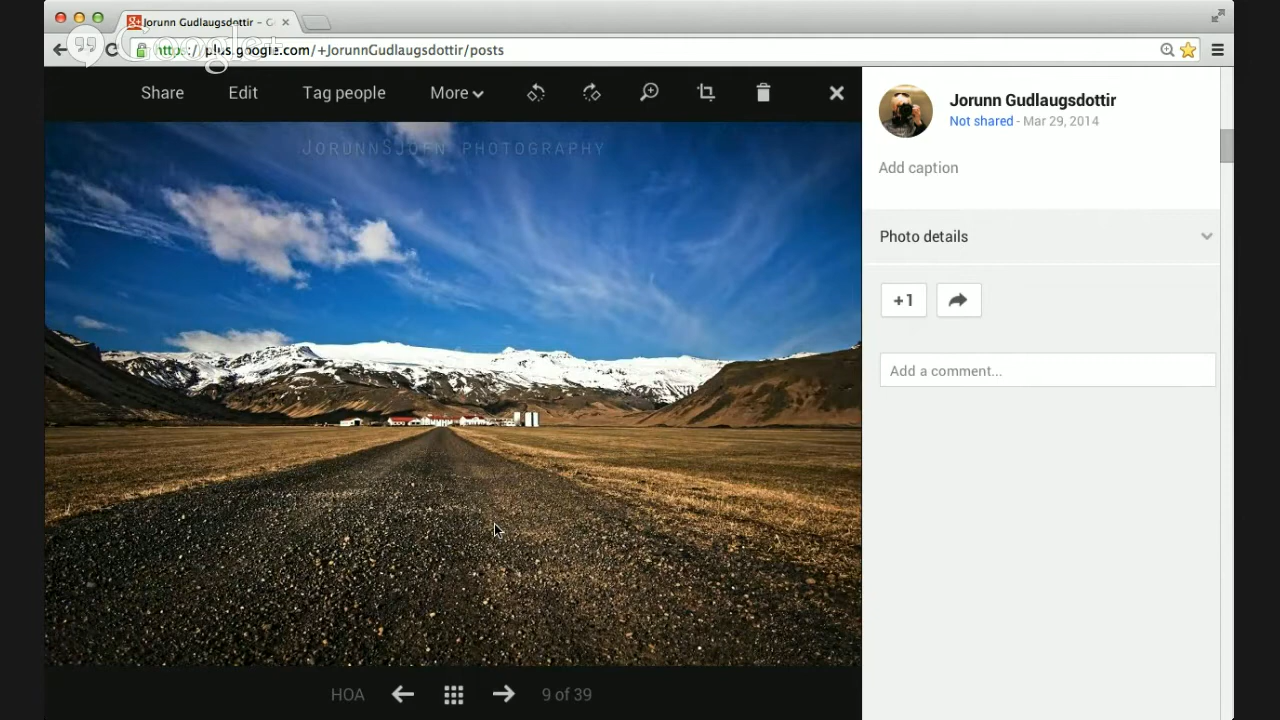 Jorunn Gudlaugsdottir - G
Google+
https://plus.google.com/+JorunnGudlaugsdottir/posts
Share Edit Tag people More
JORUNNSJOFN PHOTOGRAPHY
Jorunn Gudlaugsdottir
Not shared - Mar 29, 2014
Add caption
Photo details
+1
Add a comment...
HOA 9 of 39